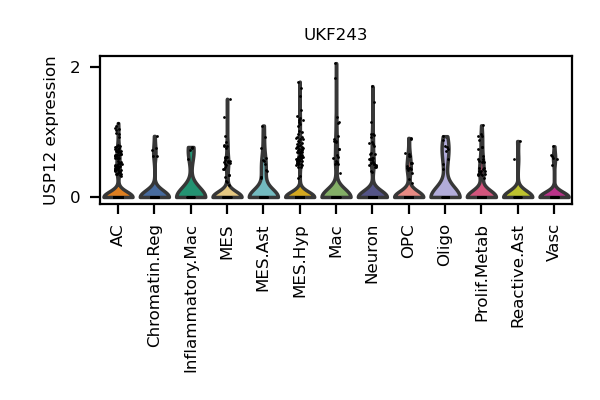 UKF243
USP12 expression
2
0
AC
Chromatin.Reg
Inflammatory.Mac
MES
MES.Ast
MES.Hyp
Mac
Neuron
OPC
Oligo
Prolif.Metab
Reactive.Ast
Vasc